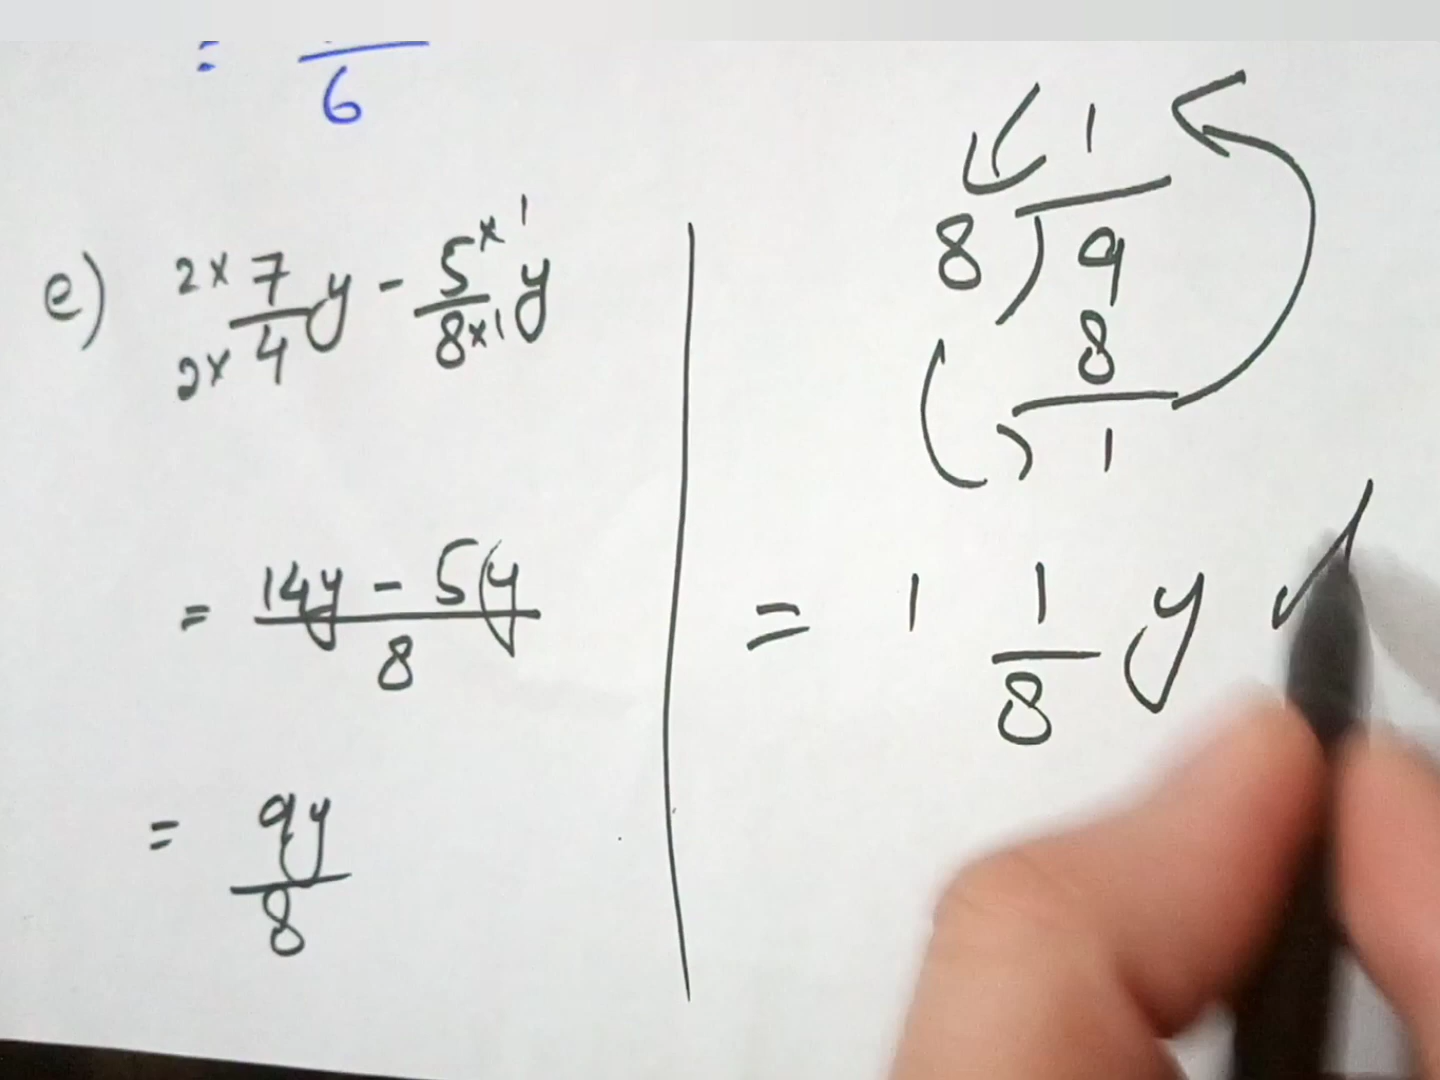 = 
6
e) 2 × 7/4 × 2 y - 5 × 1/8 × 1 y
= 14y - 5y / 8
= 9y / 8
1
8 ) 9
8
1
= 1 1/8 y